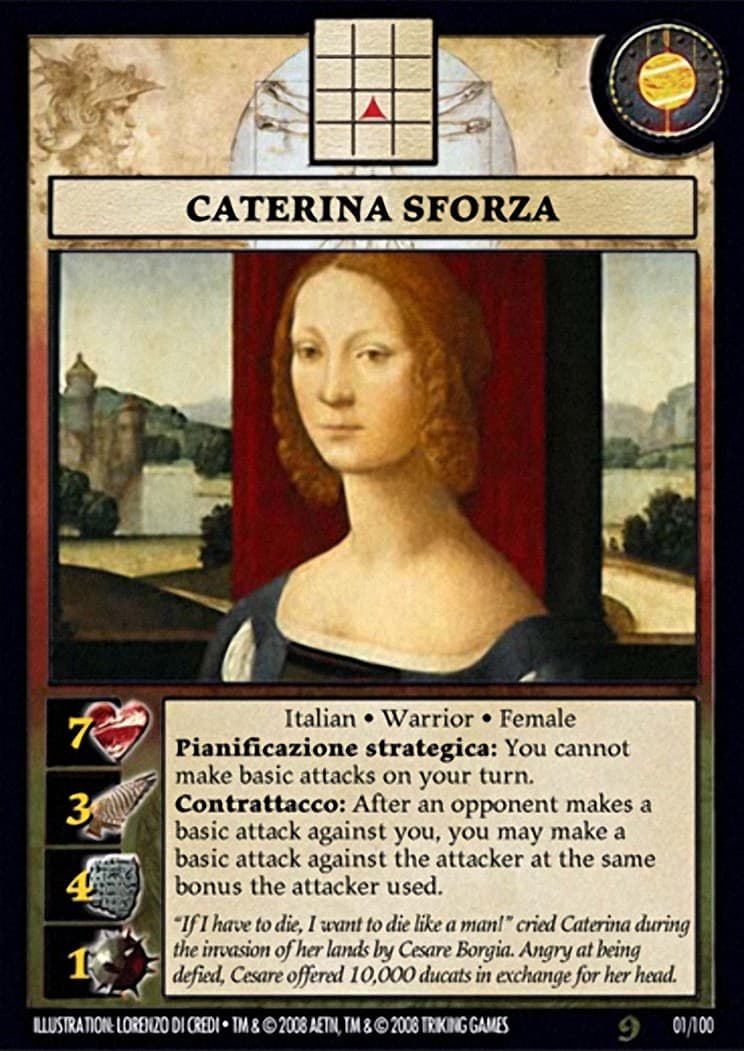 CATERINA SFORZA
7
3
4
1
Italian • Warrior • Female
Pianificazione strategica: You cannot
make basic attacks on your turn.
Contrattacco: After an opponent makes a
basic attack against you, you may make a
basic attack against the attacker at the same
bonus the attacker used.
“If I have to die, I want to die like a man!” cried Caterina during
the invasion of her lands by Cesare Borgia. Angry at being
defied, Cesare offered 10,000 ducats in exchange for her head.
ILLUSTRATION: LORENZO DI CREDI • TM & © 2008 AETN, TM & © 2008 TRIKING GAMES
9
01/100